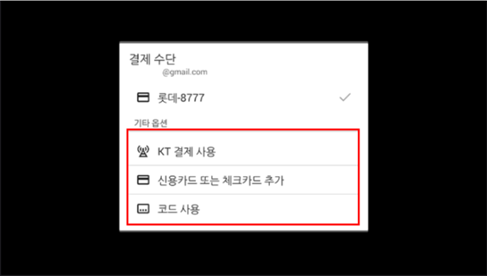 결제 수단
@gmail.com
롯데-8777
기타 옵션
KT 결제 사용
신용카드 또는 체크카드 추가
코드 사용